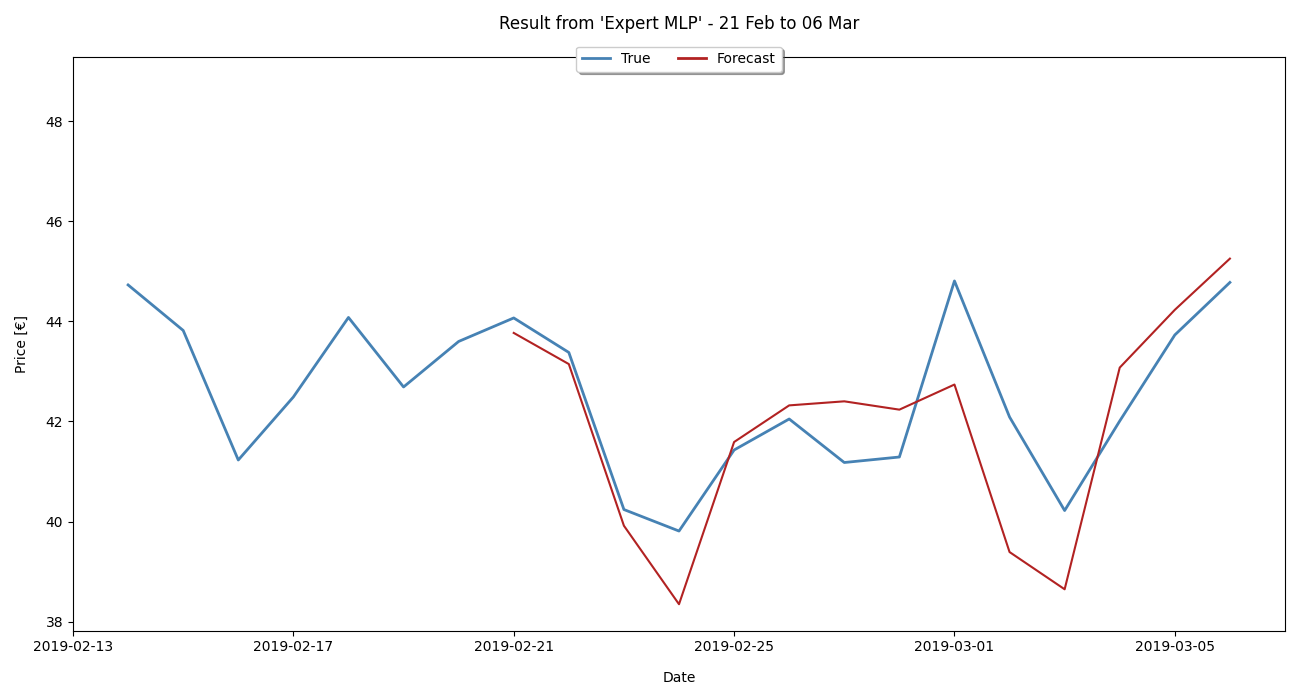 Result from 'Expert MLP' - 21 Feb to 06 Mar
True Forecast
Price [€]
48
46
44
42
40
38
2019-02-13 2019-02-17 2019-02-21 2019-02-25 2019-03-01 2019-03-05
Date